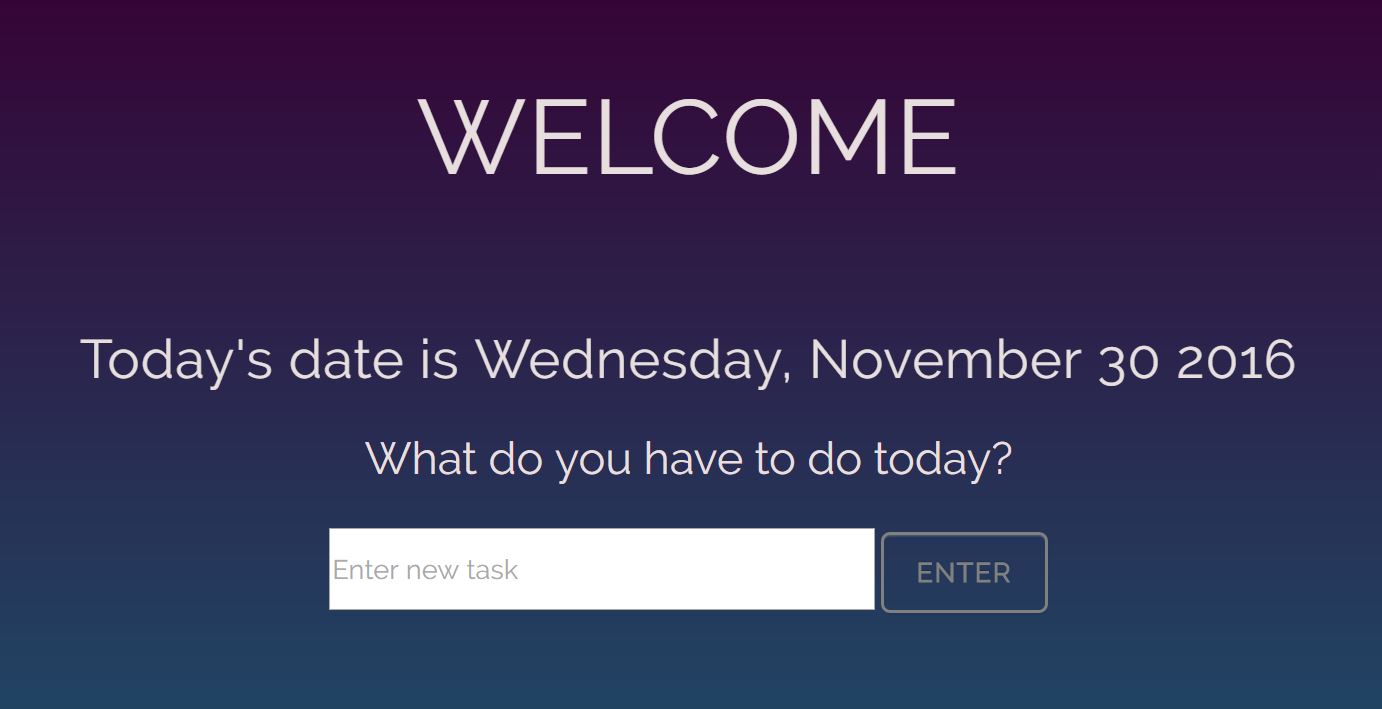 WELCOME
Today's date is Wednesday, November 30 2016
What do you have to do today?
Enter new task
ENTER